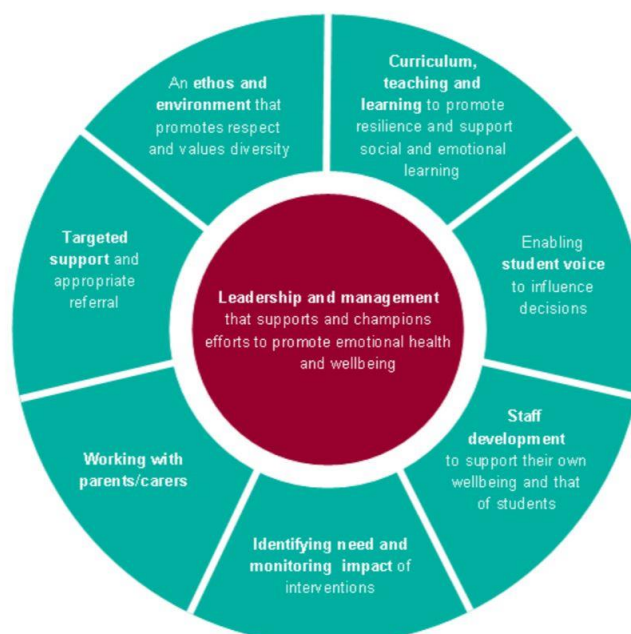 An ethos and
environment that
promotes respect
and values diversity
Curriculum,
teaching and
learning to promote
resilience and support
social and emotional
learning
Enabling
student voice
to influence
decisions
Staff
development
to support their own
wellbeing and that
of students
Identifying need and
monitoring impact of
interventions
Working with
parents/carers
Targeted
support and
appropriate
referral
Leadership and management
that supports and champions
efforts to promote emotional health
and wellbeing